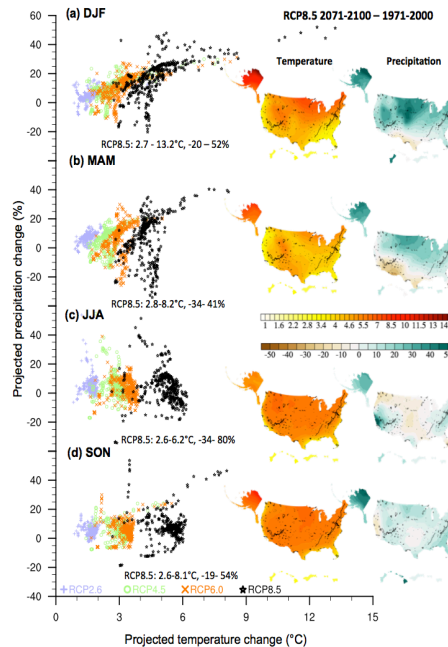 (a) DJF
RCP8.5 2071-2100 – 1971-2000
Temperature
Precipitation
RCP8.5: 2.7 - 13.2°C, -20 – 52%
(b) MAM
RCP8.5: 2.8-8.2°C, -34- 41%
(c) JJA
1 1.6 2.2 2.8 3.4 4 4.6 5.5 7 8.5 10 11.5 13 14
-50 -40 -30 -20 -10 0 10 20 30 40
RCP8.5: 2.6-6.2°C, -34- 80%
(d) SON
RCP8.5: 2.6-8.1°C, -19- 54%
RCP2.6 RCP4.5 RCP6.0 RCP8.5
Projected precipitation change (%)
60
40
20
0
-20
40
20
0
-20
40
20
0
-20
40
20
0
-20
-40
0 3 6 9 12 15
Projected temperature change (°C)